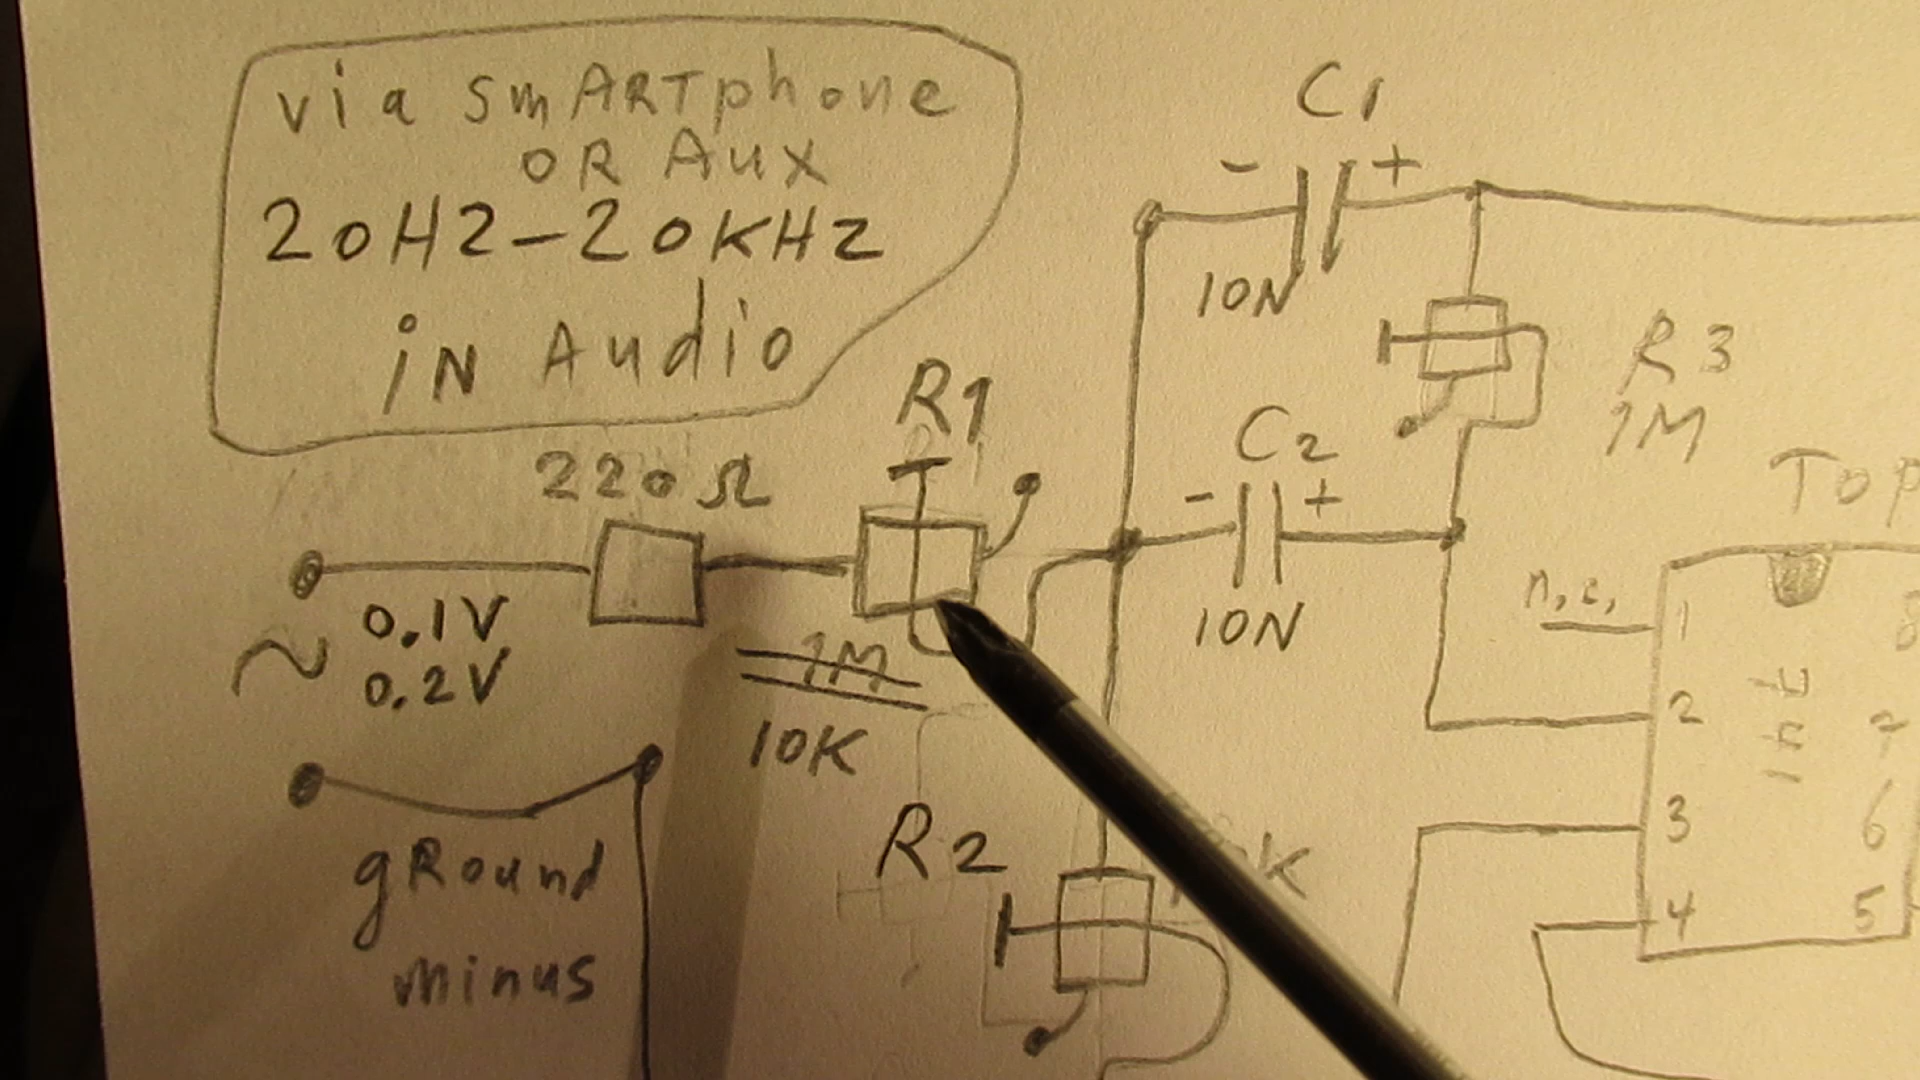 via smARTphone
OR AUX
20HZ-20KHZ
iN Audio
C1
- +
10N
R3
1M
R1
220Ω
C2
- +
10N
0.1V
0.2V
~
1M
10K
gRound
minus
R2
K
TOP
n,c,
1
2
3
4
8
7
6
5